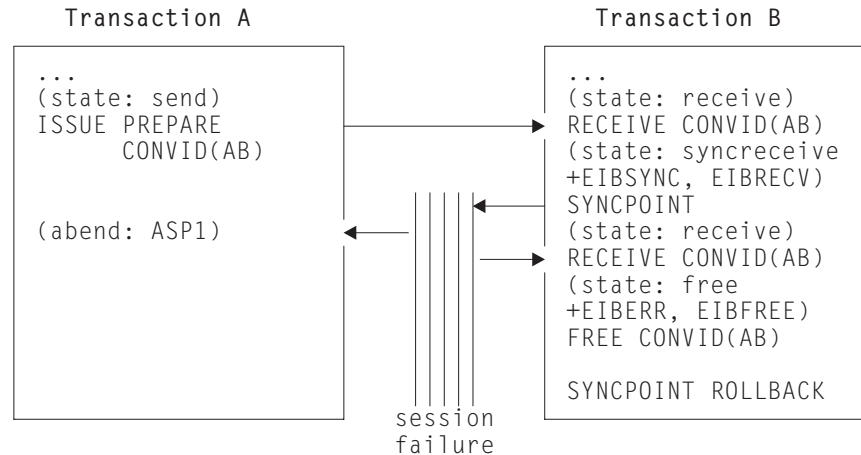 Transaction A
...
(state: send)
ISSUE PREPARE
CONVID(AB)
(abend: ASP1)
session
failure
Transaction B
...
(state: receive)
RECEIVE CONVID(AB)
(state: syncreceive
+EIBSYNC, EIBRECV)
SYNCPOINT
(state: receive)
RECEIVE CONVID(AB)
(state: free
+EIBERR, EIBFREE)
FREE CONVID(AB)
SYNCPOINT ROLLBACK